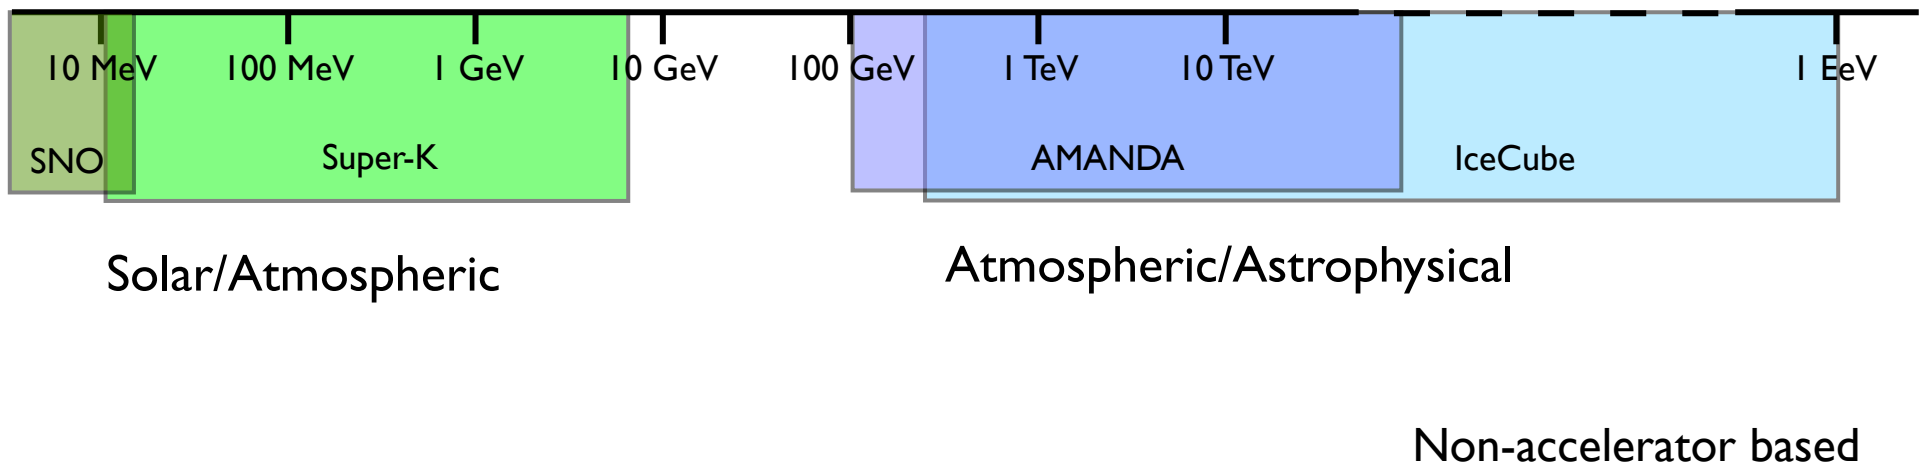 10 MeV 100 MeV 1 GeV 10 GeV 100 GeV 1 TeV 10 TeV 1 EeV
SNO Super-K AMANDA IceCube
Solar/Atmospheric Atmospheric/Astrophysical
Non-accelerator based